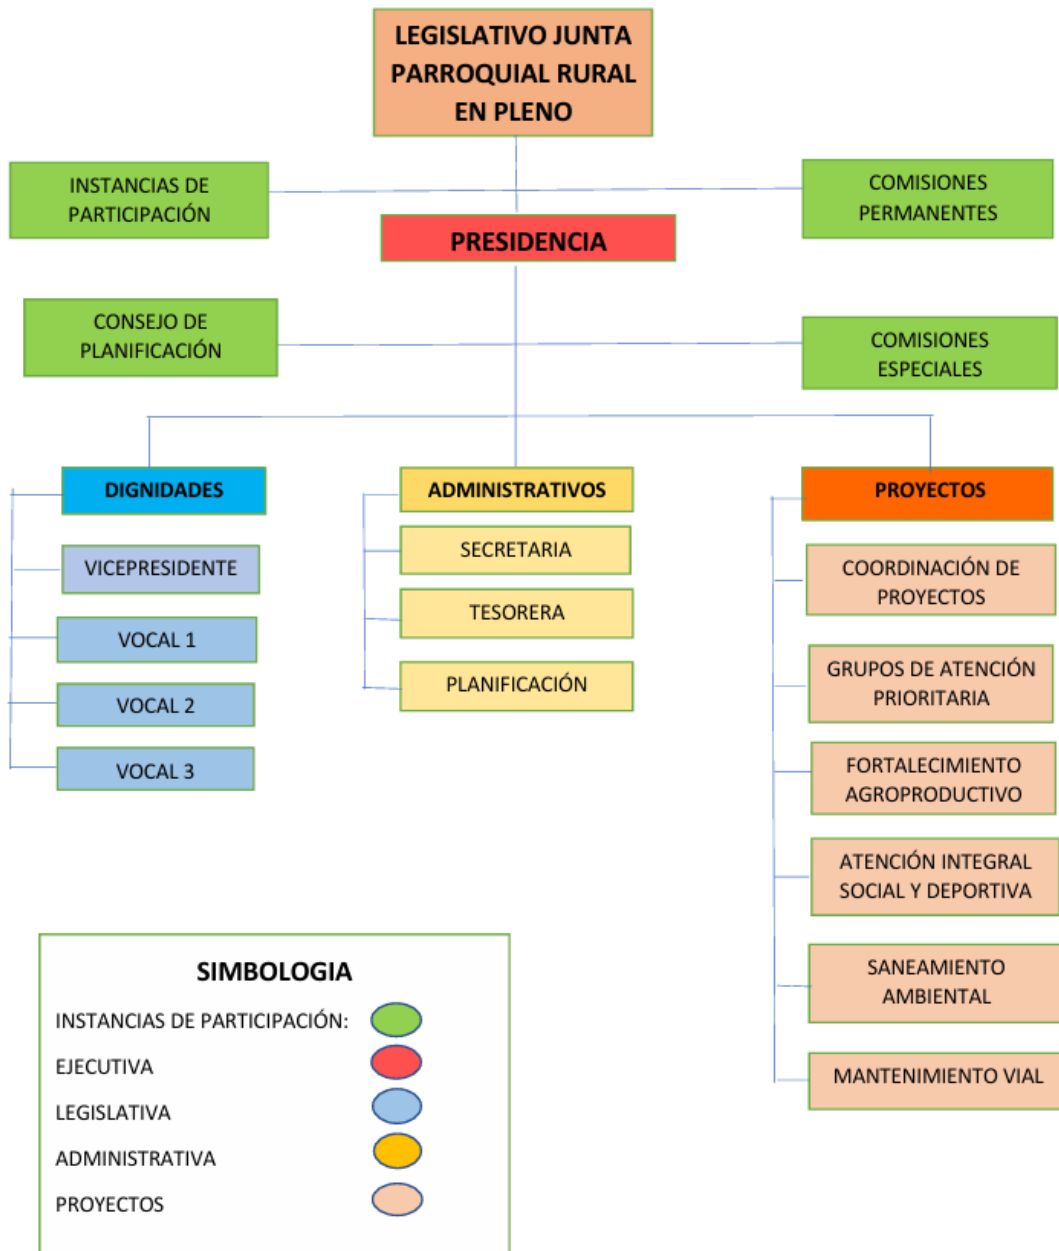 LEGISLATIVO JUNTA
PARROQUIAL RURAL
EN PLENO
INSTANCIAS DE
PARTICIPACIÓN
COMISIONES
PERMANENTES
PRESIDENCIA
CONSEJO DE
PLANIFICACIÓN
COMISIONES
ESPECIALES
DIGNIDADES
VICEPRESIDENTE
VOCAL 1
VOCAL 2
VOCAL 3
ADMINISTRATIVOS
SECRETARIA
TESORERA
PLANIFICACIÓN
PROYECTOS
COORDINACIÓN DE
PROYECTOS
GRUPOS DE ATENCIÓN
PRIORITARIA
FORTALECIMIENTO
AGROPRODUCTIVO
ATENCIÓN INTEGRAL
SOCIAL Y DEPORTIVA
SANEAMIENTO
AMBIENTAL
MANTENIMIENTO VIAL
SIMBOLOGIA
INSTANCIAS DE PARTICIPACIÓN:
EJECUTIVA
LEGISLATIVA
ADMINISTRATIVA
PROYECTOS